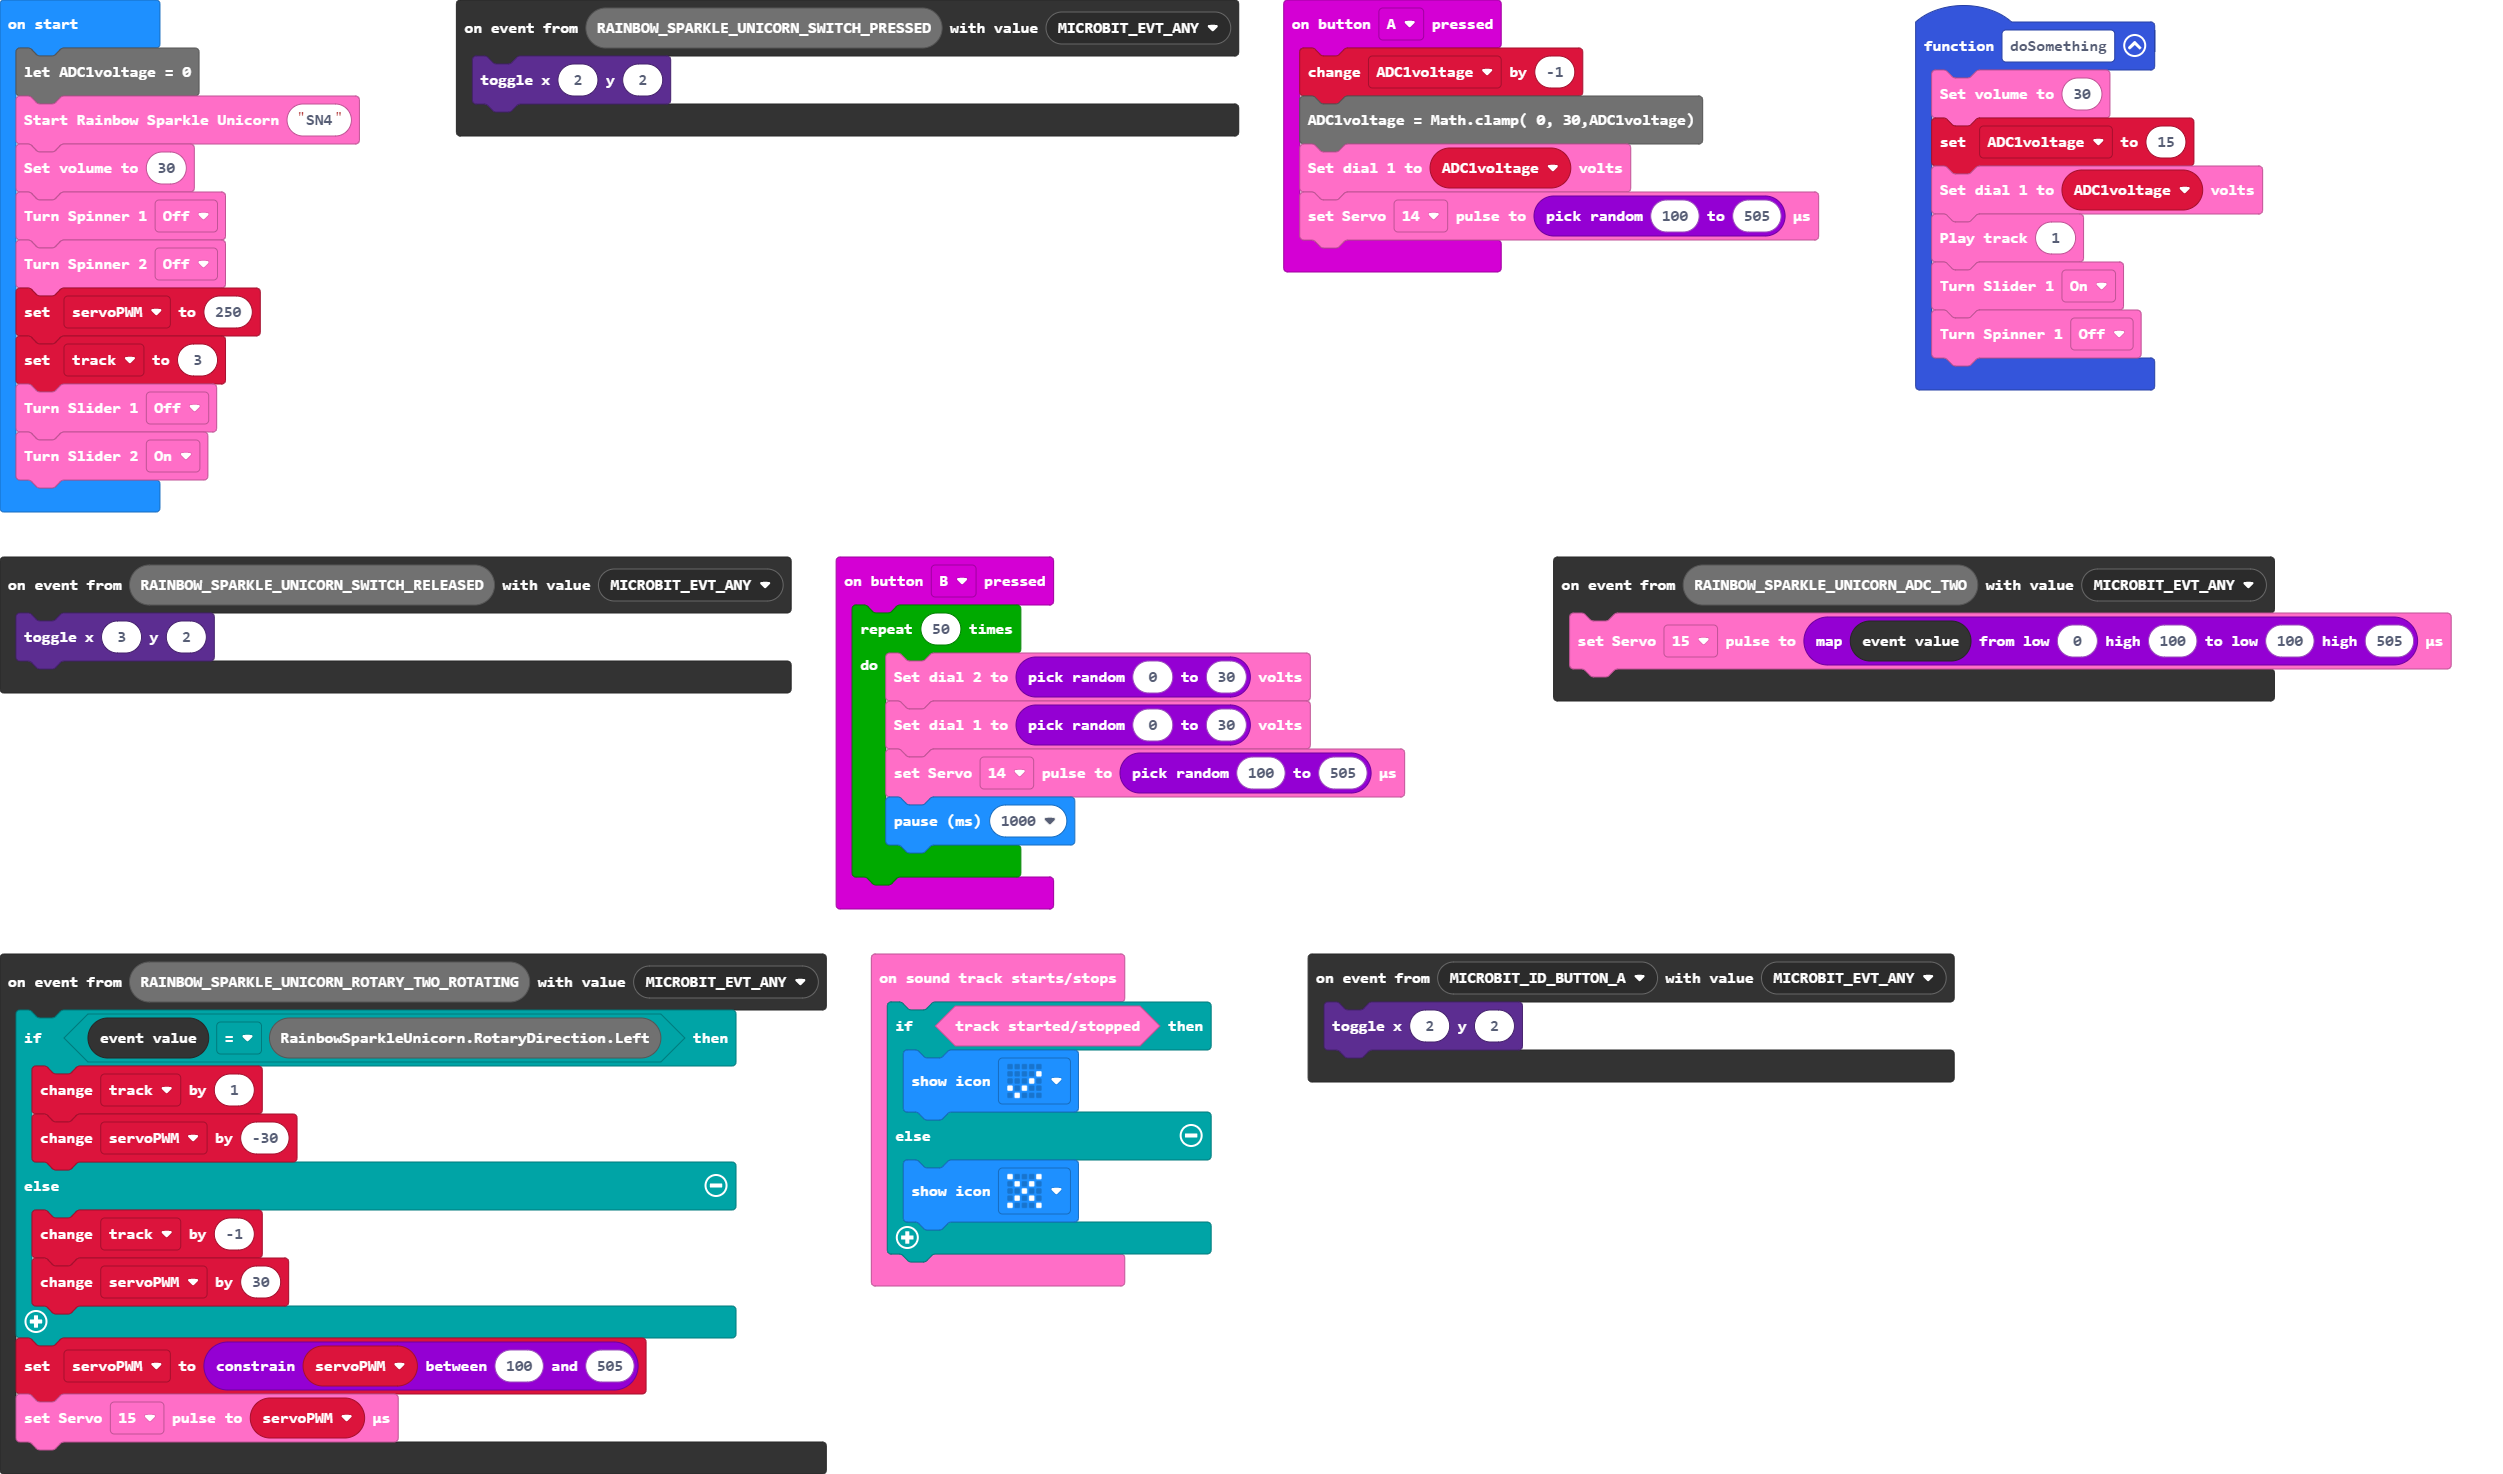 on start
let ADC1voltage = 0
Start Rainbow Sparkle Unicorn "SN4"
Set volume to 30
Turn Spinner 1 Off
Turn Spinner 2 Off
set servoPWM to 250
set track to 3
Turn Slider 1 Off
Turn Slider 2 On
on event from RAINBOW_SPARKLE_UNICORN_SWITCH_PRESSED with value MICROBIT_EVT_ANY
toggle x 2 y 2
on button A pressed
change ADC1voltage by -1
ADC1voltage = Math.clamp( 0, 30,ADC1voltage)
Set dial 1 to ADC1voltage volts
set Servo 14 pulse to pick random 100 to 505 µs
function doSomething
Set volume to 30
set ADC1voltage to 15
Set dial 1 to ADC1voltage volts
Play track 1
Turn Slider 1 On
Turn Spinner 1 Off
on event from RAINBOW_SPARKLE_UNICORN_SWITCH_RELEASED with value MICROBIT_EVT_ANY
toggle x 3 y 2
on button B pressed
repeat 50 times
do
Set dial 2 to pick random 0 to 30 volts
Set dial 1 to pick random 0 to 30 volts
set Servo 14 pulse to pick random 100 to 505 µs
pause (ms) 1000
on event from RAINBOW_SPARKLE_UNICORN_ADC_TWO with value MICROBIT_EVT_ANY
set Servo 15 pulse to map event value from low 0 high 100 to low 100 high 505 µs
on event from RAINBOW_SPARKLE_UNICORN_ROTARY_TWO_ROTATING with value MICROBIT_EVT_ANY
if event value = RainbowSparkleUnicorn.RotaryDirection.Left then
change track by 1
change servoPWM by -30
else
change track by -1
change servoPWM by 30
set servoPWM to constrain servoPWM between 100 and 505
set Servo 15 pulse to servoPWM µs
on sound track starts/stops
if track started/stopped then
show icon
else
show icon
on event from MICROBIT_ID_BUTTON_A with value MICROBIT_EVT_ANY
toggle x 2 y 2